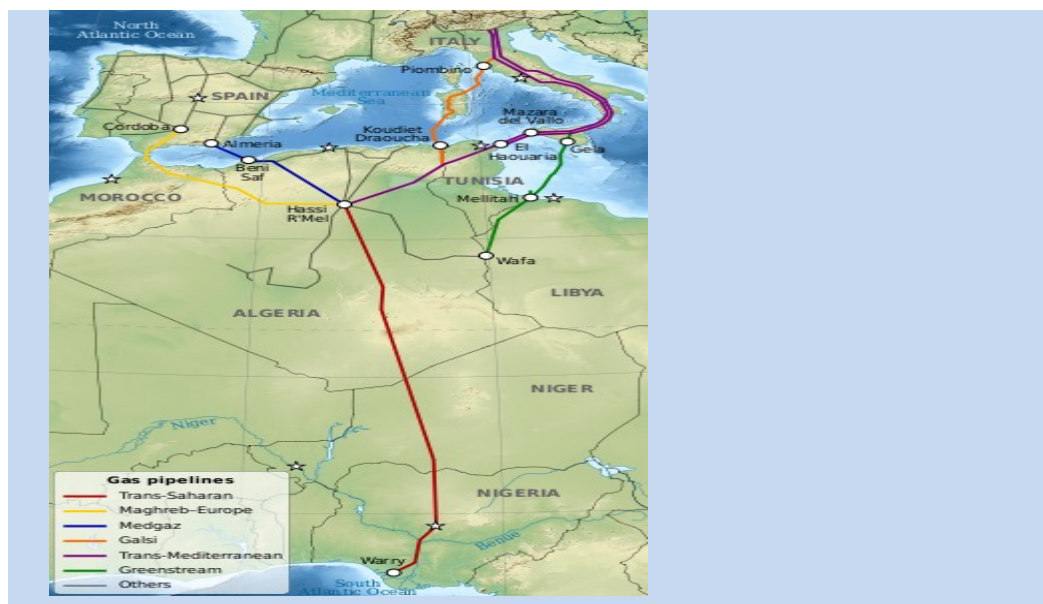 North
Atlantic Ocean
ITALY
Piombino
SPAIN
Mediterranean
Sea
Mazara
del Vallo
Cordoba
Koudiet
Draoucha
Almeria
El
Haouaria
Gela
Beni
Saf
TUNISIA
MOROCCO
Mellitah
Hassi
R'Mel
Wafa
LIBYA
ALGERIA
NIGER
Niger
Gas pipelines
Trans-Saharan
Maghreb-Europe
Medgaz
Galsi
Trans-Mediterranean
Greenstream
Others
NIGERIA
Benue
Warry
South
Atlantic Ocean